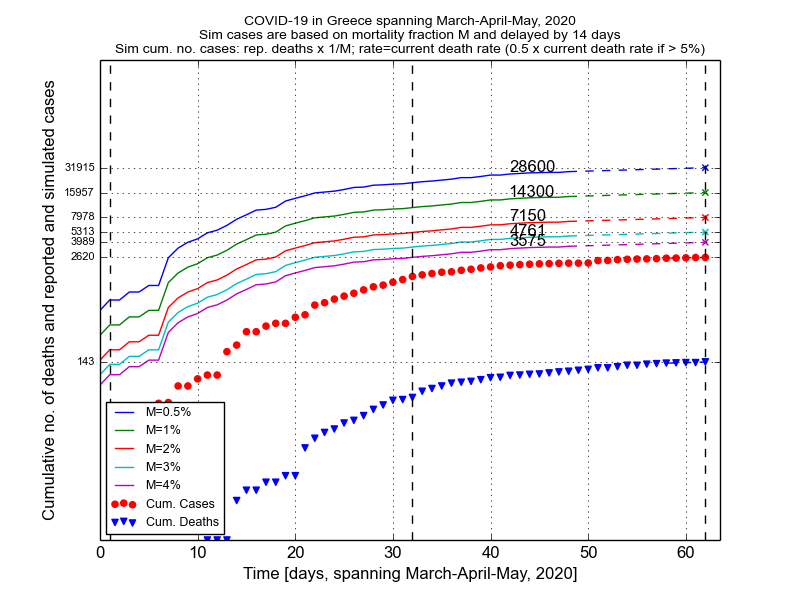 COVID-19 in Greece spanning March-April-May, 2020
Sim cases are based on mortality fraction M and delayed by 14 days
Sim cum. no. cases: rep. deaths x 1/M; rate=current death rate (0.5 x current death rate if > 5%)
Cumulative no. of deaths and reported and simulated cases
31915
15957
7978
5313
3989
2620
143
28600
14300
7150
4761
3575
M=0.5%
M=1%
M=2%
M=3%
M=4%
Cum. Cases
Cum. Deaths
0 10 20 30 40 50 60
Time [days, spanning March-April-May, 2020]